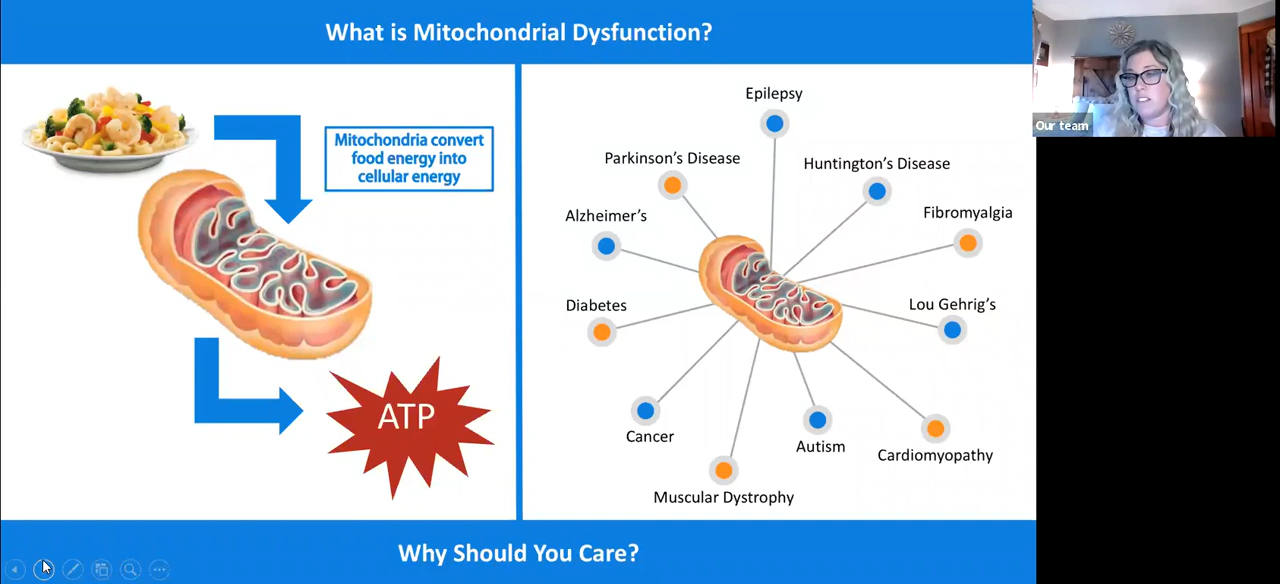 What is Mitochondrial Dysfunction?
Mitochondria convert
food energy into
cellular energy
ATP
Epilepsy
Parkinson's Disease
Huntington's Disease
Alzheimer's
Fibromyalgia
Diabetes
Lou Gehrig's
Cancer
Autism
Cardiomyopathy
Muscular Dystrophy
Why Should You Care?
Our team